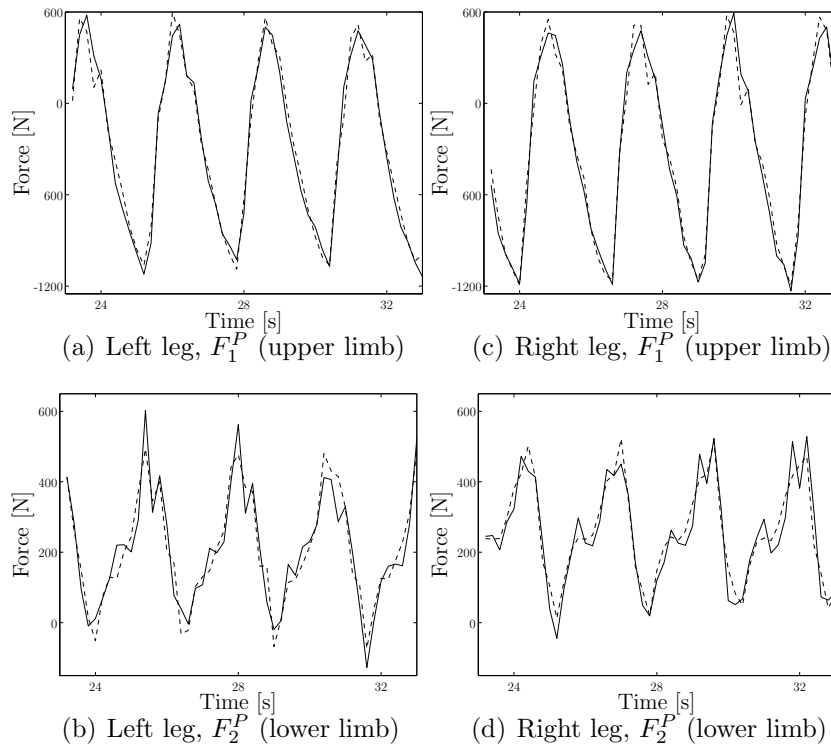 600
0
600
-1200
24
28
32
Force [N]
Time [s]
(a) Left leg, F_1^P (upper limb)
600
0
600
-1200
24
28
32
Force [N]
Time [s]
(c) Right leg, F_1^P (upper limb)
600
400
200
0
24
28
32
Force [N]
Time [s]
(b) Left leg, F_2^P (lower limb)
600
400
200
0
24
28
32
Force [N]
Time [s]
(d) Right leg, F_2^P (lower limb)